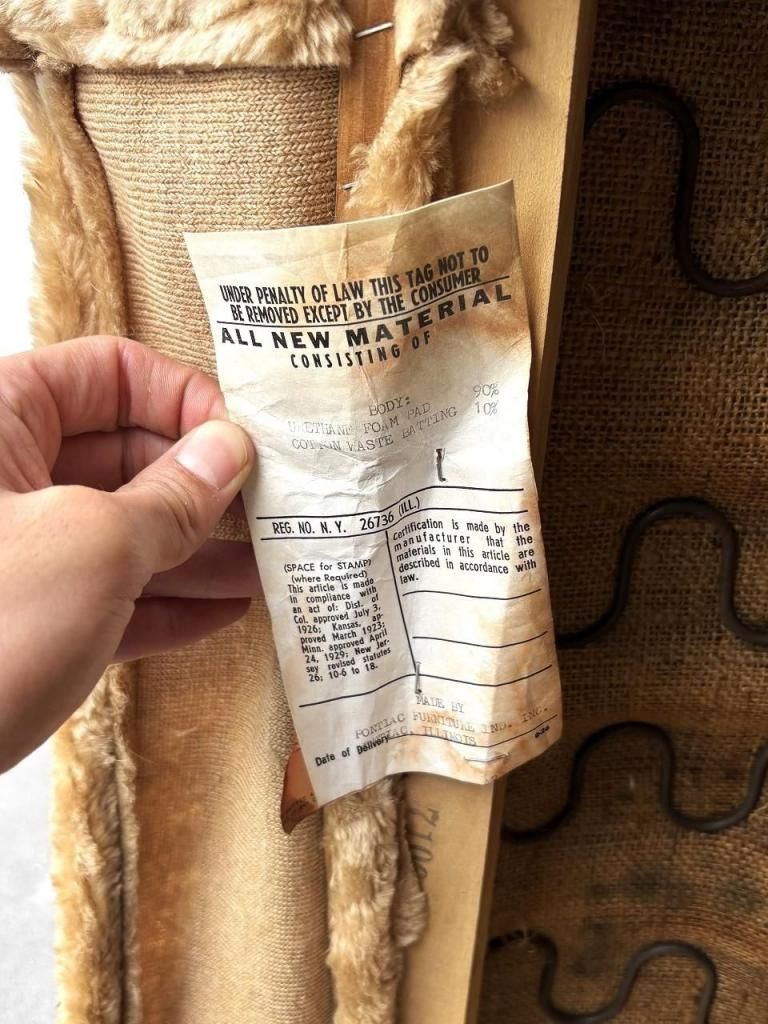 UNDER PENALTY OF LAW THIS TAG NOT TO
BE REMOVED EXCEPT BY THE CONSUMER
ALL NEW MATERIAL
CONSISTING OF
BODY:
URETHANE FOAM PAD 90%
COTTON WASTE BATTING 10%
REG. NO. N. Y. 26736 (ILL.)
Certification is made by the
manufacturer that the
materials in this article are
described in accordance with
law.
(SPACE for STAMP)
(where Required)
This article is made
in compliance with
an act of: Dist. of
Col. approved July 3,
1926; Kansas, ap-
proved March 1923;
Minn. approved April
24, 1929; New Jer-
sey revised statutes
26; 10-6 to 18.
MADE BY
PONTIAC FURNITURE IND. INC.
PONTIAC, ILLINOIS
Date of Delivery